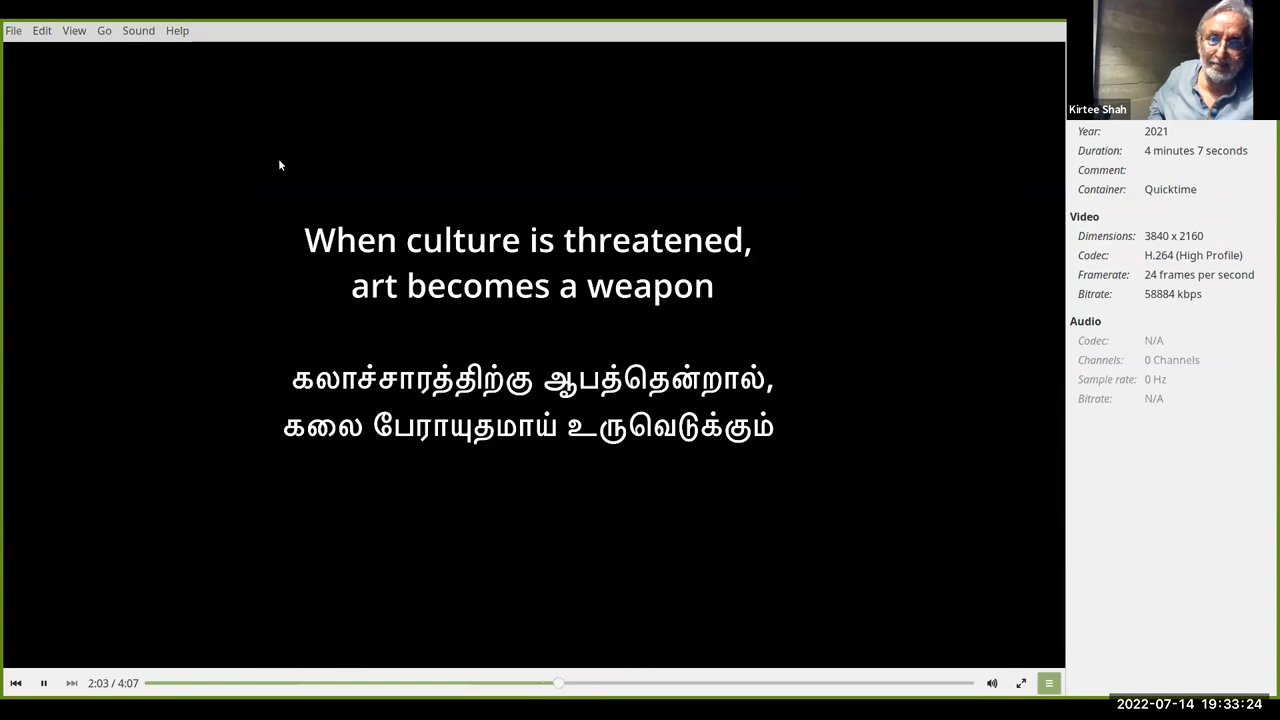 File Edit View Go Sound Help
When culture is threatened,
art becomes a weapon
கலாச்சாரத்திற்கு ஆபத்தென்றால்,
கலை பேராயுதமாய் உருவெடுக்கும்
2:03 / 4:07
Kirtee Shah
Year: 2021
Duration: 4 minutes 7 seconds
Comment:
Container: Quicktime
Video
Dimensions: 3840 x 2160
Codec: H.264 (High Profile)
Framerate: 24 frames per second
Bitrate: 58884 kbps
Audio
Codec: N/A
Channels: 0 Channels
Sample rate: 0 Hz
Bitrate: N/A
2022-07-14 19:33:24